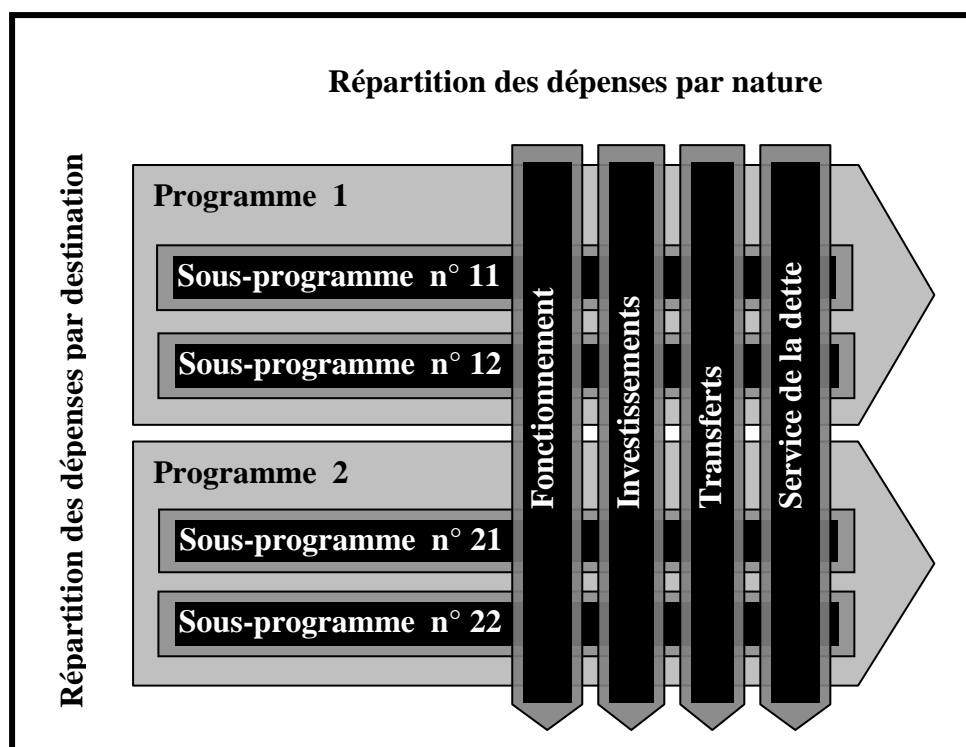 Répartition des dépenses par nature
Répartition des dépenses par destination
Programme 1
Sous-programme n° 11
Sous-programme n° 12
Programme 2
Sous-programme n° 21
Sous-programme n° 22
Fonctionnement
Investissements
Transferts
Service de la dette